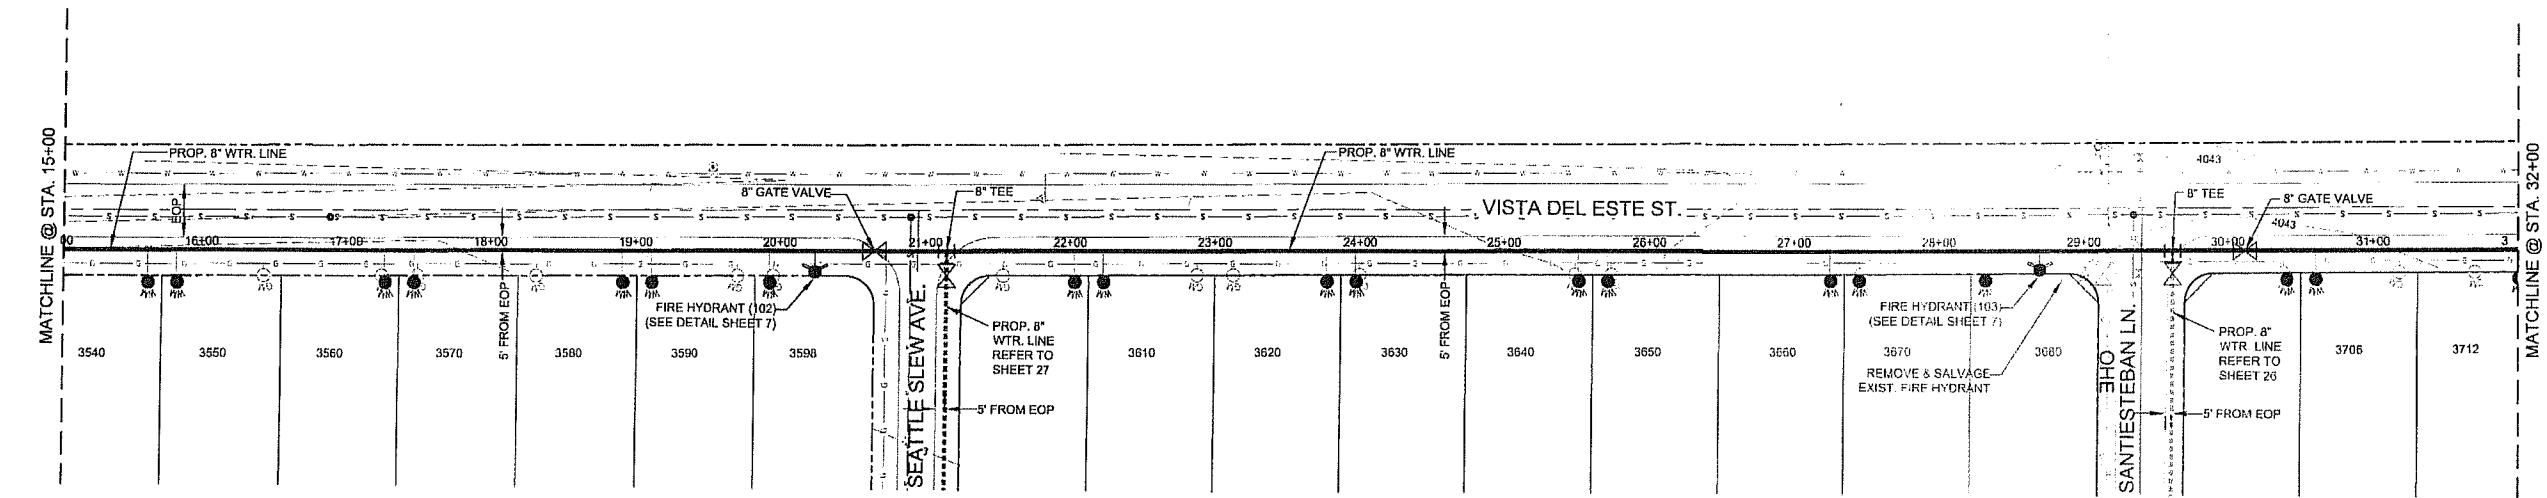 MATCHLINE @ STA. 15+00
PROP. 8" WTR. LINE
PROP. 8" WTR. LINE
4043
MATCHLINE @ STA. 32+00
EOP
8" GATE VALVE
8" TEE
VISTA DEL ESTE ST.
8" TEE
8" GATE VALVE
4043
00
16+00
17+00
18+00
19+00
20+00
21+00
22+00
23+00
24+00
25+00
26+00
27+00
28+00
29+00
30+00
31+00
3
5' FROM EOP
FIRE HYDRANT (102)
(SEE DETAIL SHEET 7)
SEATTLE SLEW AVE.
PROP. 8"
WTR. LINE
REFER TO
SHEET 27
5' FROM EOP
5' FROM EOP
FIRE HYDRANT (103)
(SEE DETAIL SHEET 7)
REMOVE & SALVAGE
EXIST. FIRE HYDRANT
OHE
SANTIESTEBAN LN.
PROP. 8"
WTR. LINE
REFER TO
SHEET 26
5' FROM EOP
3540
3550
3560
3570
3580
3590
3598
3610
3620
3630
3640
3650
3660
3670
3680
3706
3712